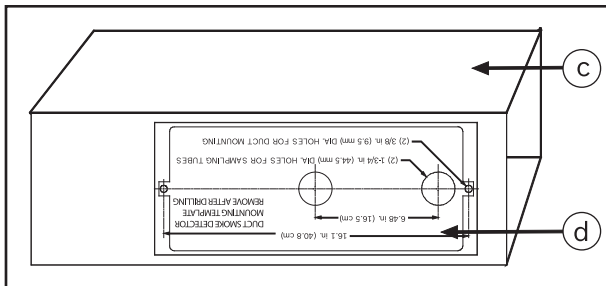 c
16.1 in. (40.8 cm)
DUCT SMOKE DETECTOR
MOUNTING TEMPLATE
REMOVE AFTER DRILLING
6.48 in. (16.5 cm)
(2) 1-3/4 in. (44.5 mm) DIA. HOLES FOR SAMPLING TUBES
(2) 3/8 in. (9.5 mm) DIA. HOLES FOR DUCT MOUNTING
d